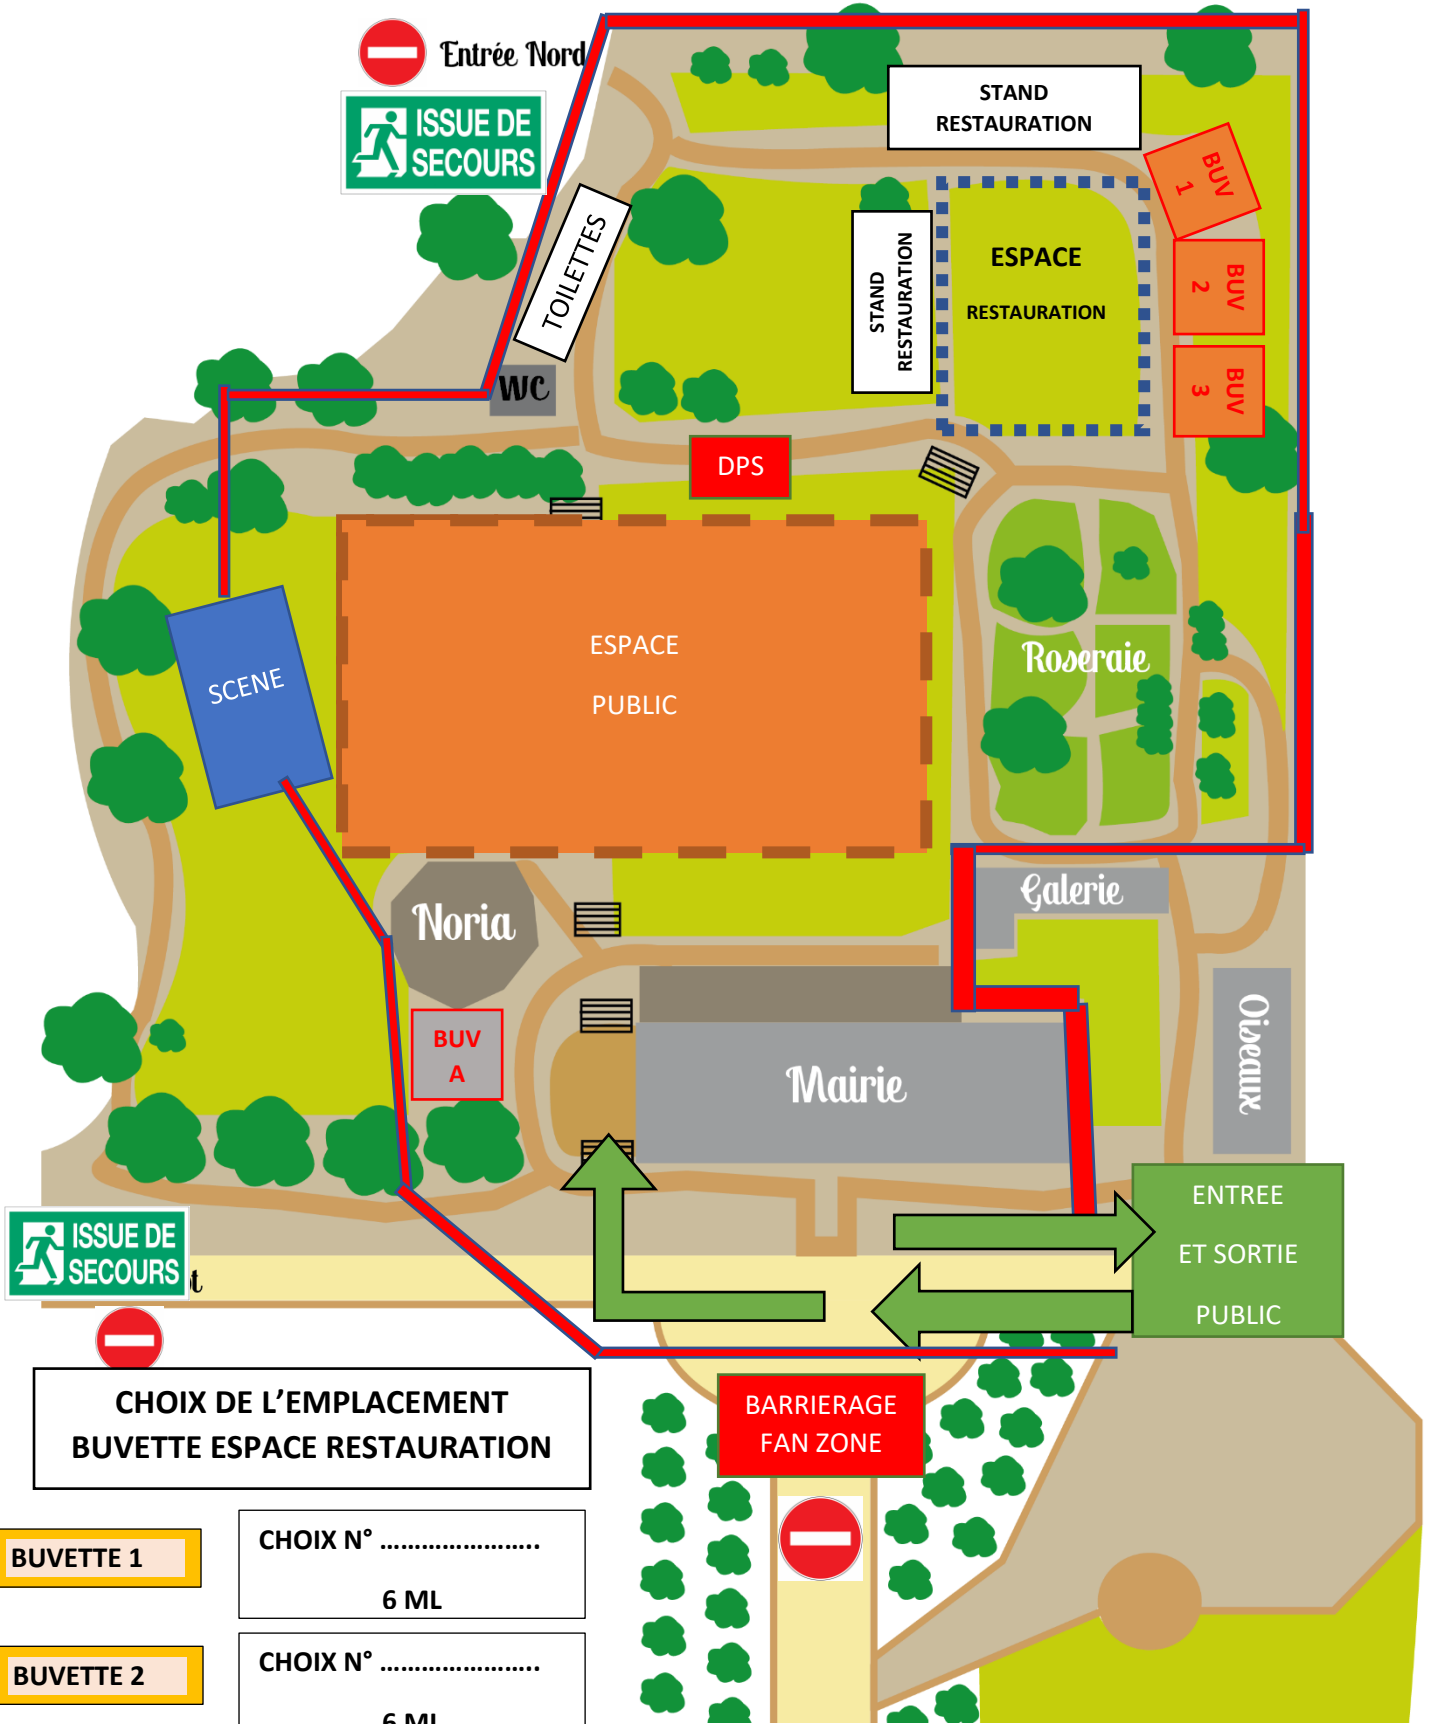 Entrée Nord
ISSUE DE
SECOURS
STAND
RESTAURATION
BUV
1
TOILETTES
STAND
RESTAURATION
ESPACE
RESTAURATION
BUV
2
BUV
3
WC
DPS
ESPACE
PUBLIC
SCENE
Roseraie
Galerie
Noria
Oiseaux
BUV
A
Mairie
ENTREE
ET SORTIE
PUBLIC
ISSUE DE
SECOURS
CHOIX DE L’EMPLACEMENT
BUVETTE ESPACE RESTAURATION
BARRIERAGE
FAN ZONE
BUVETTE 1
CHOIX N° …………………..
6 ML
BUVETTE 2
CHOIX N° …………………..
6 ML